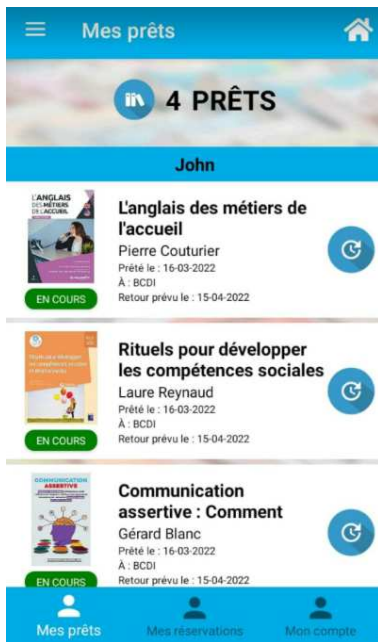 Mes prêts
4 PRÊTS
John
L'ANGLAIS
DES MÉTIERS
DE L'ACCUEIL
L'anglais des métiers de
l'accueil
Pierre Couturier
Prêté le : 16-03-2022
À : BCDI
Retour prévu le : 15-04-2022
EN COURS
Rituels pour développer
les compétences sociales
Laure Reynaud
Prêté le : 16-03-2022
À : BCDI
Retour prévu le : 15-04-2022
EN COURS
COMMUNICATION
ASSERTIVE
Communication
assertive : Comment
Gérard Blanc
Prêté le : 16-03-2022
À : BCDI
Retour prévu le : 15-04-2022
EN COURS
Mes prêts
Mes réservations
Mon compte